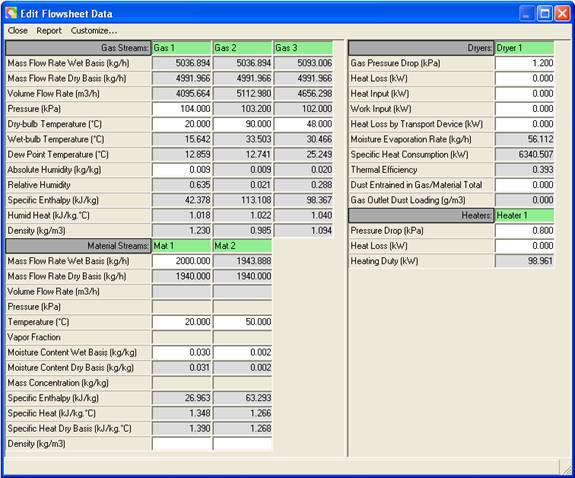 Edit Flowsheet Data
Close Report Customize...
Gas Streams: Gas 1 Gas 2 Gas 3
Mass Flow Rate Wet Basis (kg/h) 5036.894 5036.894 5093.006
Mass Flow Rate Dry Basis (kg/h) 4991.966 4991.966 4991.966
Volume Flow Rate (m3/h) 4095.664 5112.980 4656.298
Pressure (kPa) 104.000 103.200 102.000
Dry-bulb Temperature (°C) 20.000 90.000 48.000
Wet-bulb Temperature (°C) 15.642 33.503 30.466
Dew Point Temperature (°C) 12.859 12.741 25.249
Absolute Humidity (kg/kg) 0.009 0.009 0.020
Relative Humidity 0.635 0.021 0.288
Specific Enthalpy (kJ/kg) 42.378 113.108 98.367
Humid Heat (kJ/kg.°C) 1.018 1.022 1.040
Density (kg/m3) 1.230 0.985 1.094
Material Streams: Mat 1 Mat 2
Mass Flow Rate Wet Basis (kg/h) 2000.000 1943.888
Mass Flow Rate Dry Basis (kg/h) 1940.000 1940.000
Volume Flow Rate (m3/h)
Pressure (kPa)
Temperature (°C) 20.000 50.000
Vapor Fraction
Moisture Content Wet Basis (kg/kg) 0.030 0.002
Moisture Content Dry Basis (kg/kg) 0.031 0.002
Mass Concentration (kg/kg)
Specific Enthalpy (kJ/kg) 26.963 63.293
Specific Heat (kJ/kg.°C) 1.348 1.266
Specific Heat Dry Basis (kJ/kg.°C) 1.390 1.268
Density (kg/m3)
Dryers: Dryer 1
Gas Pressure Drop (kPa) 1.200
Heat Loss (kW) 0.000
Heat Input (kW) 0.000
Work Input (kW) 0.000
Heat Loss by Transport Device (kW) 0.000
Moisture Evaporation Rate (kg/h) 56.112
Specific Heat Consumption (kW) 6340.507
Thermal Efficiency 0.393
Dust Entrained in Gas/Material Total 0.000
Gas Outlet Dust Loading (g/m3) 0.000
Heaters: Heater 1
Pressure Drop (kPa) 0.800
Heat Loss (kW) 0.000
Heating Duty (kW) 98.961